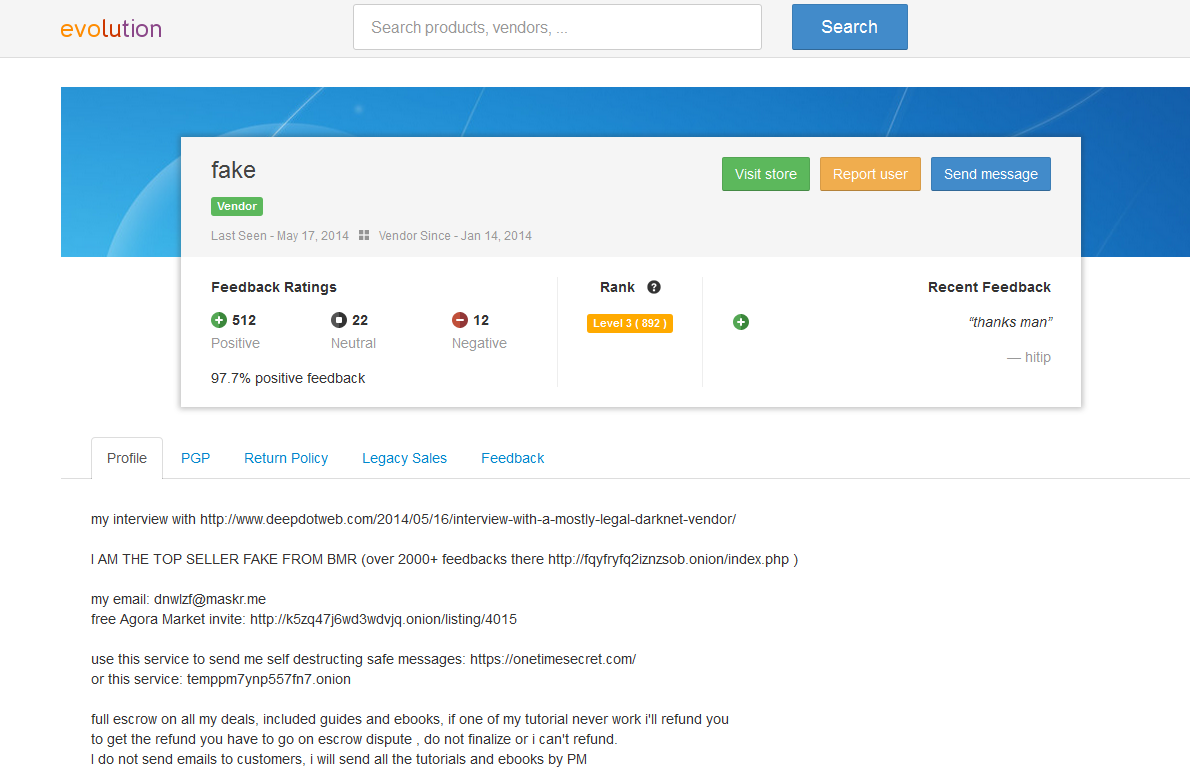 evolution
Search products, vendors, ...
Search
fake
Visit store
Report user
Send message
Vendor
Last Seen - May 17, 2014 Vendor Since - Jan 14, 2014
Feedback Ratings
Rank ?
Recent Feedback
512
22
12
Level 3 ( 892 )
“thanks man”
Positive
Neutral
Negative
— hitip
97.7% positive feedback
Profile
PGP
Return Policy
Legacy Sales
Feedback
my interview with http://www.deepdotweb.com/2014/05/16/interview-with-a-mostly-legal-darknet-vendor/
I AM THE TOP SELLER FAKE FROM BMR (over 2000+ feedbacks there http://fqyfryfq2iznzsob.onion/index.php )
my email: dnwlzf@maskr.me
free Agora Market invite: http://k5zq47j6wd3wdvjq.onion/listing/4015
use this service to send me self destructing safe messages: https://onetimesecret.com/
or this service: temppm7ynp557fn7.onion
full escrow on all my deals, included guides and ebooks, if one of my tutorial never work i'll refund you
to get the refund you have to go on escrow dispute , do not finalize or i can't refund.
I do not send emails to customers, i will send all the tutorials and ebooks by PM